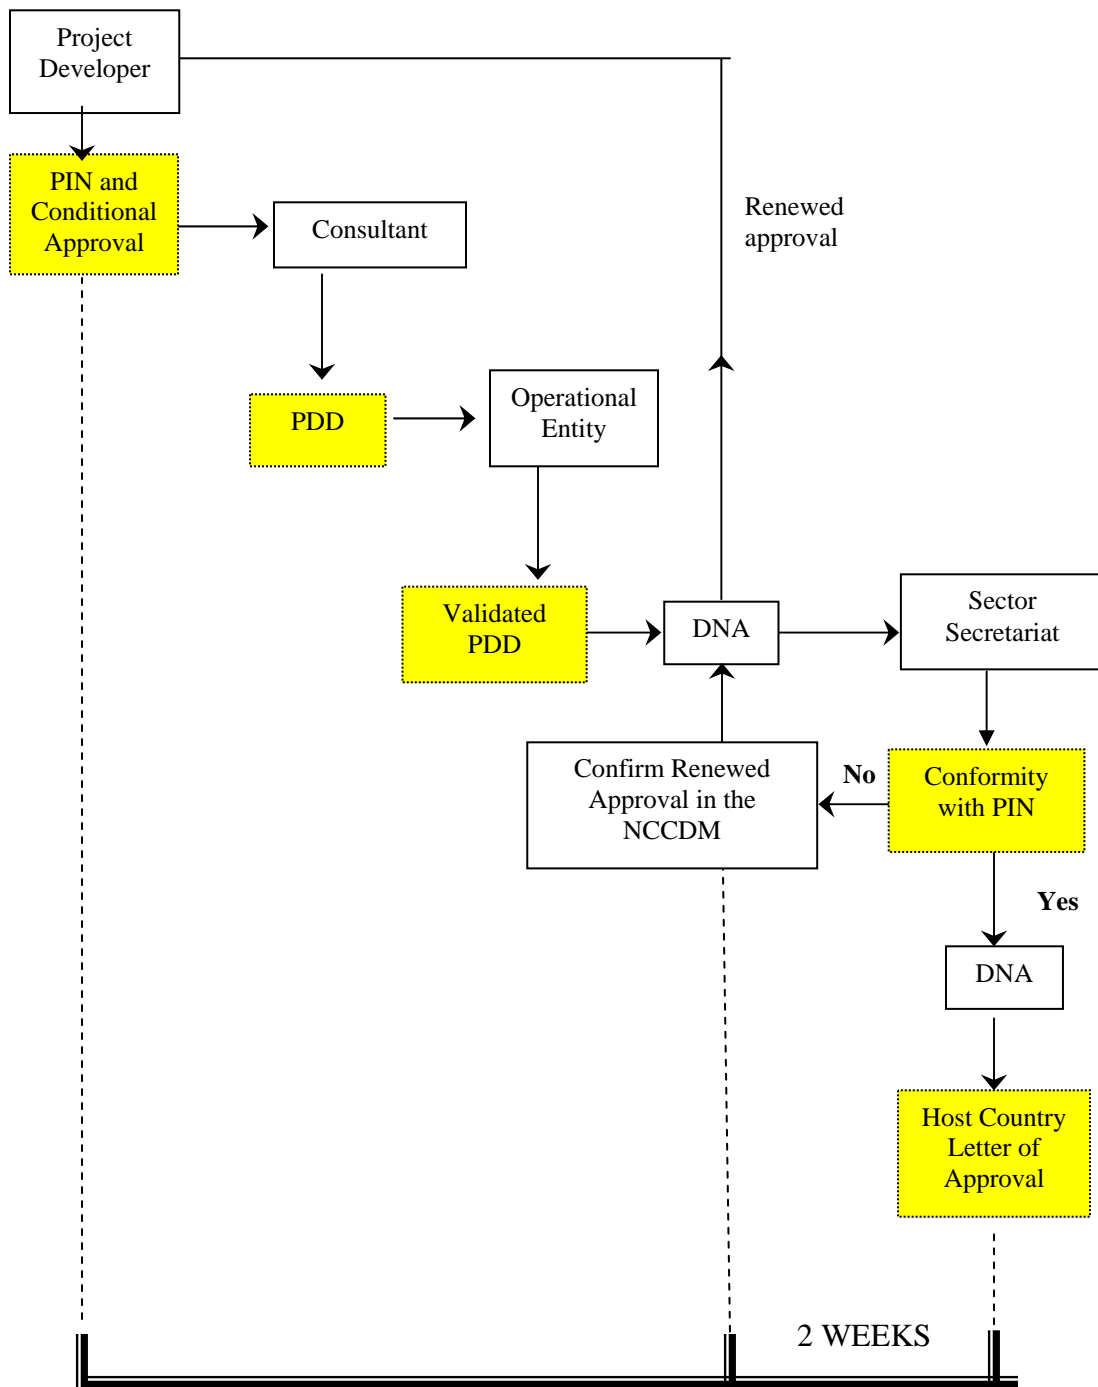 Project
Developer
PIN and
Conditional
Approval
Consultant
Renewed
approval
PDD
Operational
Entity
Validated
PDD
DNA
Sector
Secretariat
Confirm Renewed
Approval in the
NCCDM
No
Conformity
with PIN
Yes
DNA
Host Country
Letter of
Approval
2 WEEKS